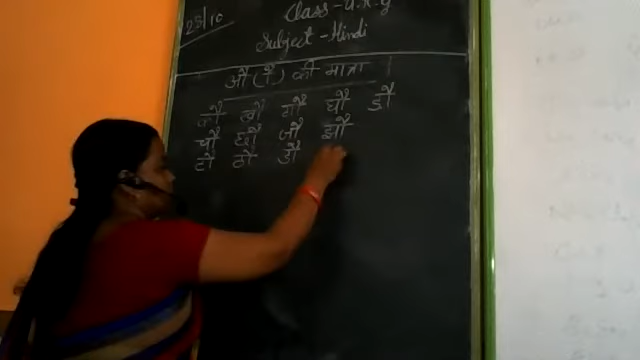 25/10
Class - U.K.G
Subject - Hindi
औ (ौ) की मात्रा ।
कौ खौ गौ घौ ङौ
चौ छौ जौ झौ
टौ ठौ डौ